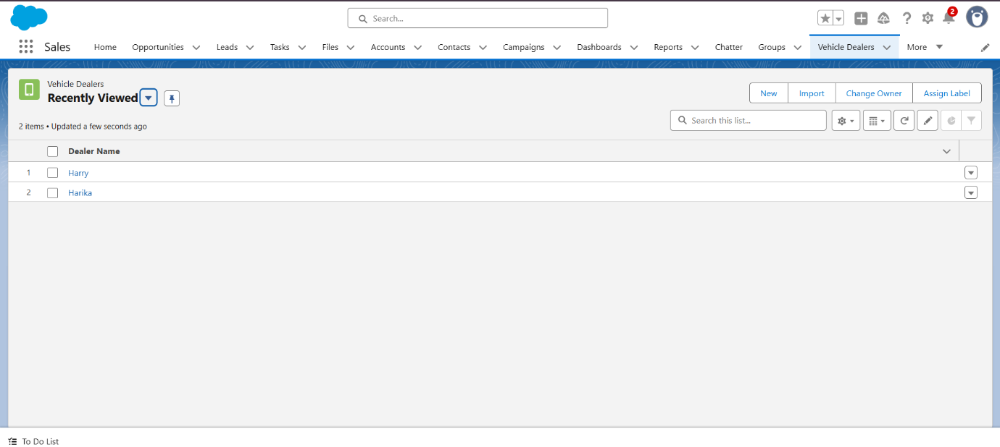 Search...
2
Sales Home Opportunities Leads Tasks Files Accounts Contacts Campaigns Dashboards Reports Chatter Groups Vehicle Dealers More
Vehicle Dealers
Recently Viewed
New Import Change Owner Assign Label
2 items • Updated a few seconds ago
Search this list...
Dealer Name
1 Harry
2 Harika
To Do List